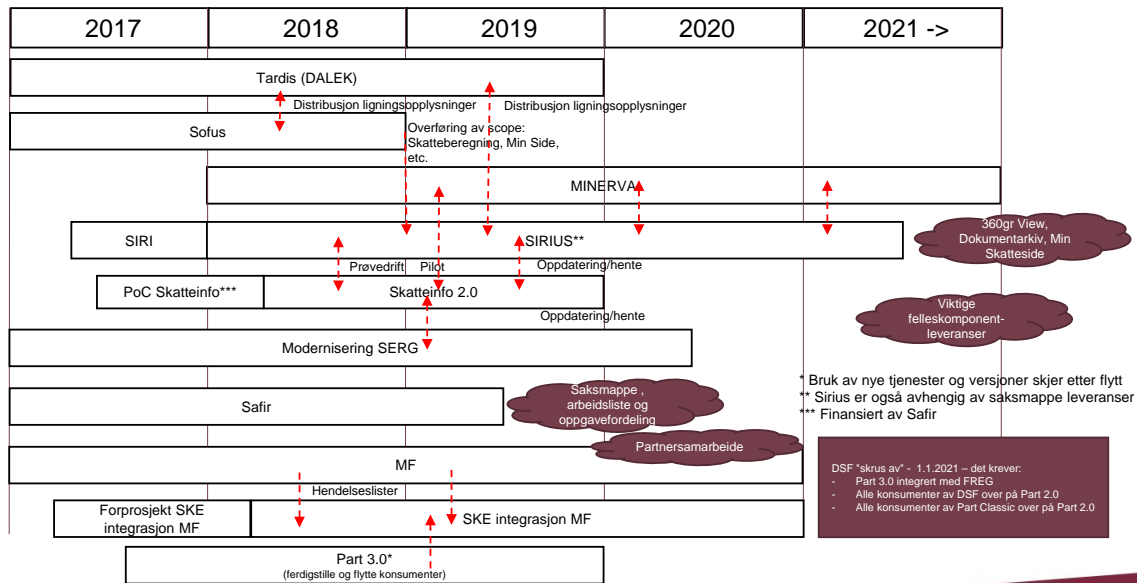 2017
2018
2019
2020
2021 ->
Tardis (DALEK)
Distribusjon ligningsopplysninger
Distribusjon ligningsopplysninger
Sofus
Overføring av scope:
Skatteberegning, Min Side,
etc.
MINERVA
SIRI
SIRIUS**
360gr View,
Dokumentarkiv, Min
Skatteside
Prøvedrift
Pilot
Oppdatering/hente
PoC Skatteinfo***
Skatteinfo 2.0
Viktige
felleskomponent-
leveranser
Oppdatering/hente
Modernisering SERG
* Bruk av nye tjenester og versjoner skjer etter flytt
** Sirius er også avhengig av saksmappe leveranser
*** Finansiert av Safir
Safir
Saksmappe ,
arbeidsliste og
oppgavefordeling
Partnersamarbeide
MF
Hendelseslister
DSF "skrus av" - 1.1.2021 – det krever:
- Part 3.0 integrert med FREG
- Alle konsumenter av DSF over på Part 2.0
- Alle konsumenter av Part Classic over på Part 2.0
Forprosjekt SKE
integrasjon MF
SKE integrasjon MF
Part 3.0*
(ferdigstille og flytte konsumenter)